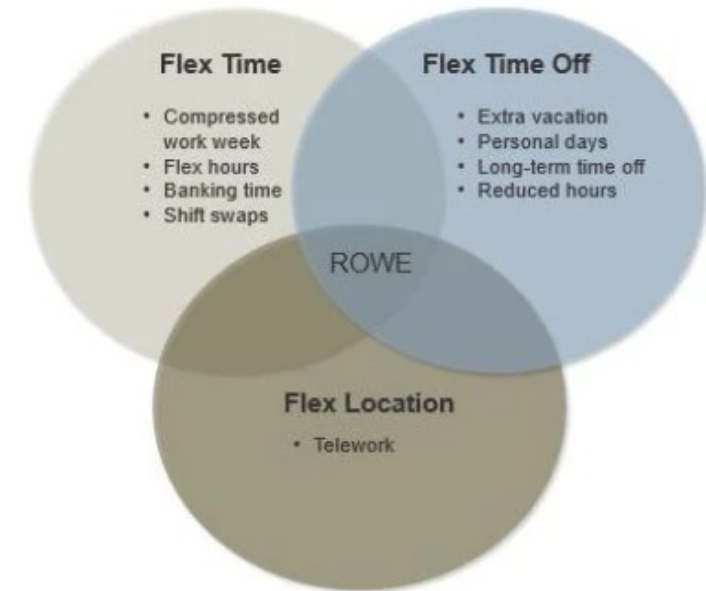 Flex Time
• Compressed
work week
• Flex hours
• Banking time
• Shift swaps
Flex Time Off
• Extra vacation
• Personal days
• Long-term time off
• Reduced hours
ROWE
Flex Location
• Telework